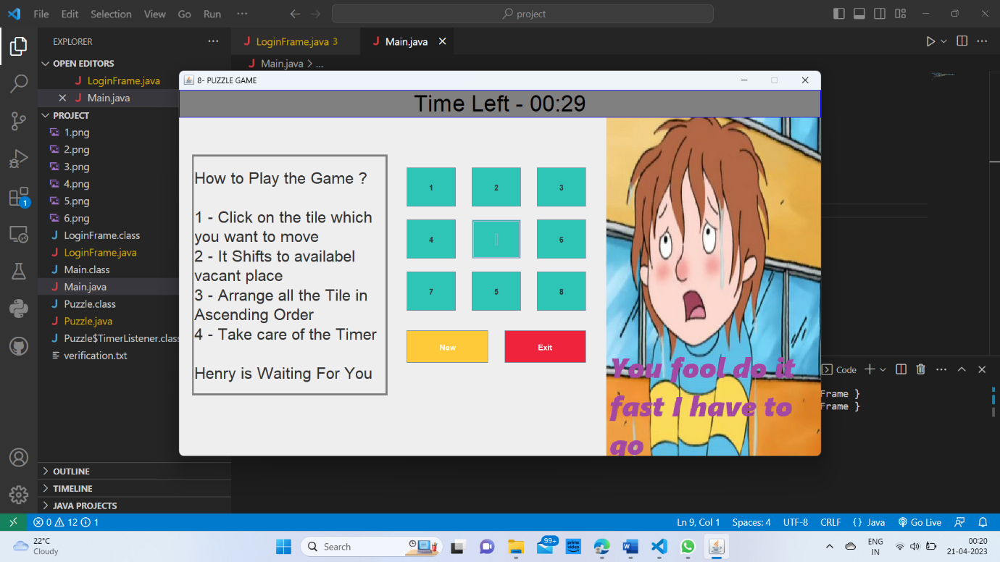 File Edit Selection View Go Run ··· project
EXPLORER ···
LoginFrame.java 3 Main.java
OPEN EDITORS
Main.java > ...
LoginFrame.java
Main.java
PROJECT
1.png
2.png
3.png
4.png
5.png
6.png
LoginFrame.class
LoginFrame.java
Main.class
Main.java
Puzzle.class
Puzzle.java
Puzzle$TimerListener.class
verification.txt
OUTLINE
TIMELINE
JAVA PROJECTS
1
8- PUZZLE GAME
Time Left - 00:29
How to Play the Game ?
1 - Click on the tile which
you want to move
2 - It Shifts to availabel
vacant place
3 - Arrange all the Tile in
Ascending Order
4 - Take care of the Timer
Henry is Waiting For You
1 2 3
4 6
7 5 8
New Exit
You fool do it
fast I have to
go
Code
Frame }
Frame }
0 12 1 Ln 9, Col 1 Spaces: 4 UTF-8 CRLF {} Java Go Live
22°C
Cloudy
Search
99+
prime video
ENG
IN
00:20
21-04-2023